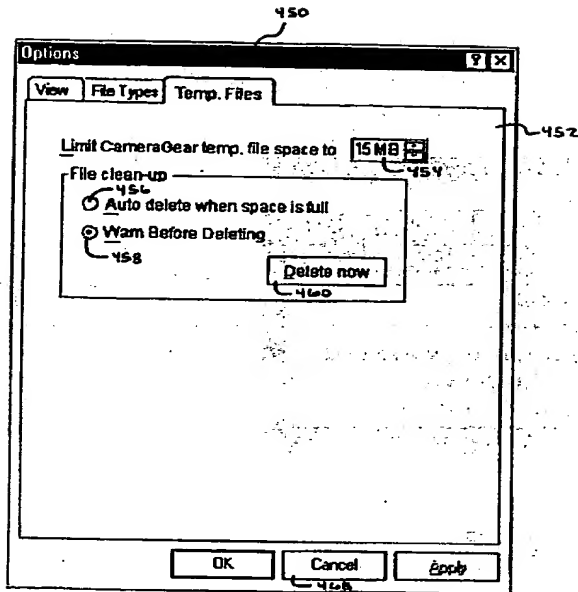 450
Options
View File Types Temp. Files
452
Limit CameraGear temp. file space to 15 MB
454
File clean-up
456
Auto delete when space is full
Warn Before Deleting
458
Delete now
460
OK Cancel Apply
468